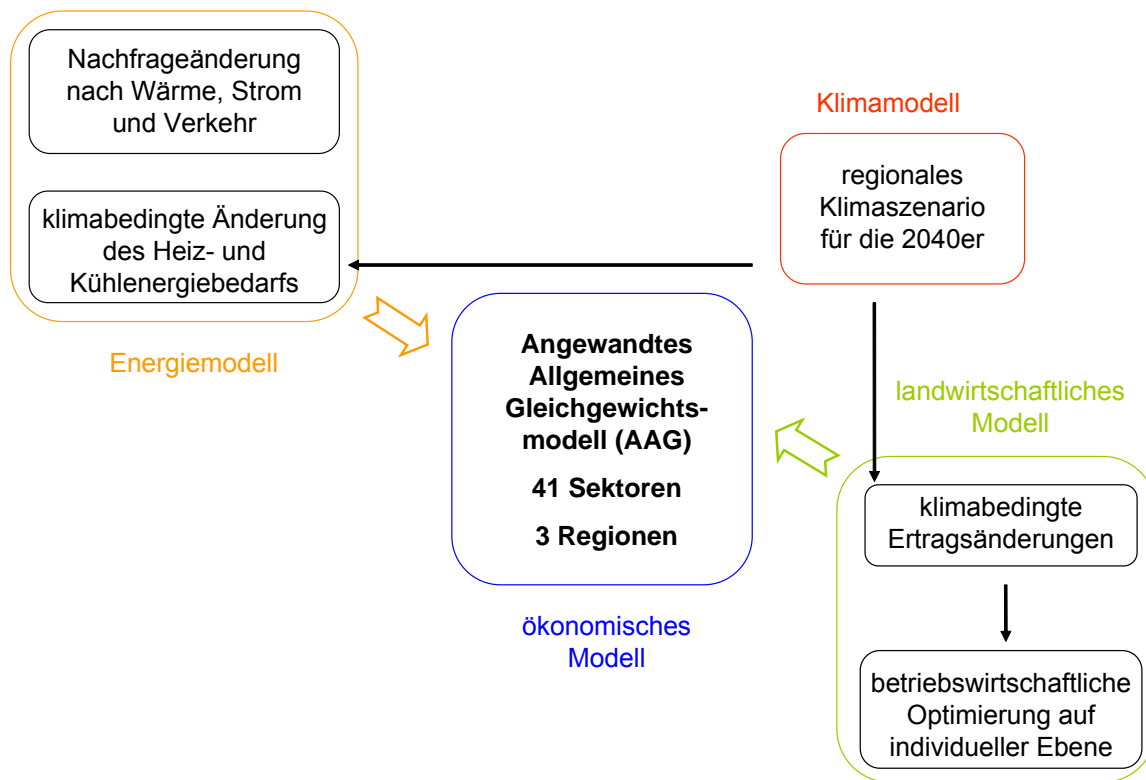 Nachfrageänderung
nach Wärme, Strom
und Verkehr
klimabedingte Änderung
des Heiz- und
Kühlenergiebedarfs
Energiemodell
Klimamodell
regionales
Klimaszenario
für die 2040er
Angewandtes
Allgemeines
Gleichgewichts-
modell (AAG)
41 Sektoren
3 Regionen
ökonomisches
Modell
landwirtschaftliches
Modell
klimabedingte
Ertragsänderungen
betriebswirtschaftliche
Optimierung auf
individueller Ebene